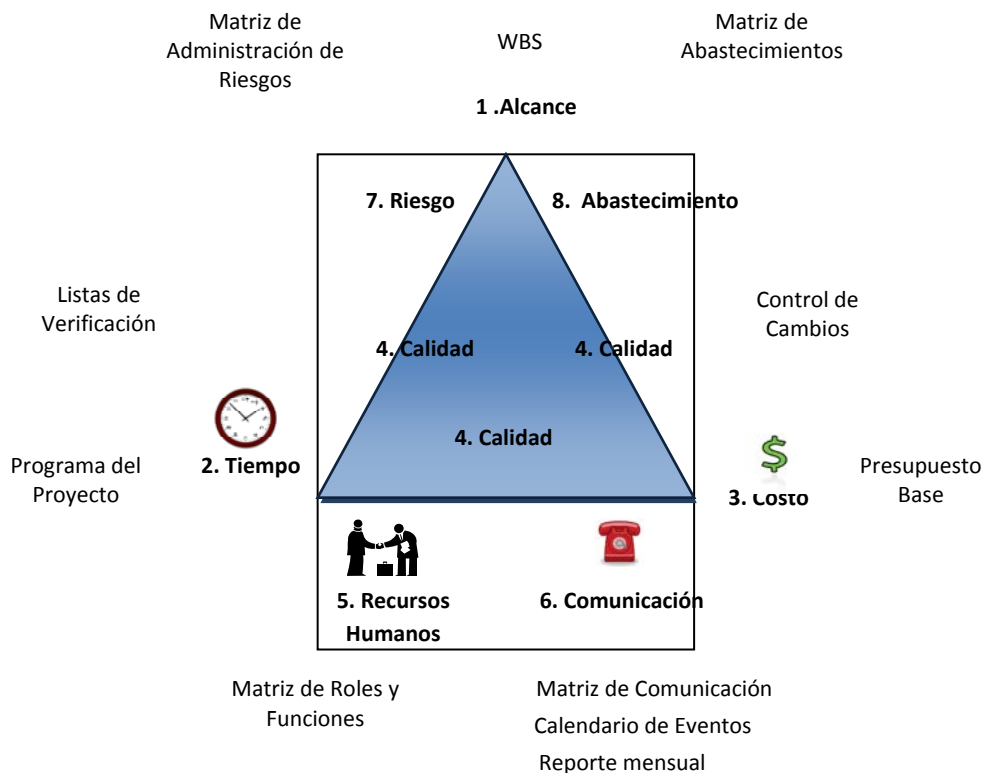 Matriz de
Administración de
Riesgos
WBS
Matriz de
Abastecimientos
1 .Alcance
7. Riesgo
8. Abastecimiento
Listas de
Verificación
Control de
Cambios
4. Calidad
4. Calidad
4. Calidad
Programa del
Proyecto
2. Tiempo
$
3. Costo
Presupuesto
Base
5. Recursos
Humanos
6. Comunicación
Matriz de Roles y
Funciones
Matriz de Comunicación
Calendario de Eventos
Reporte mensual